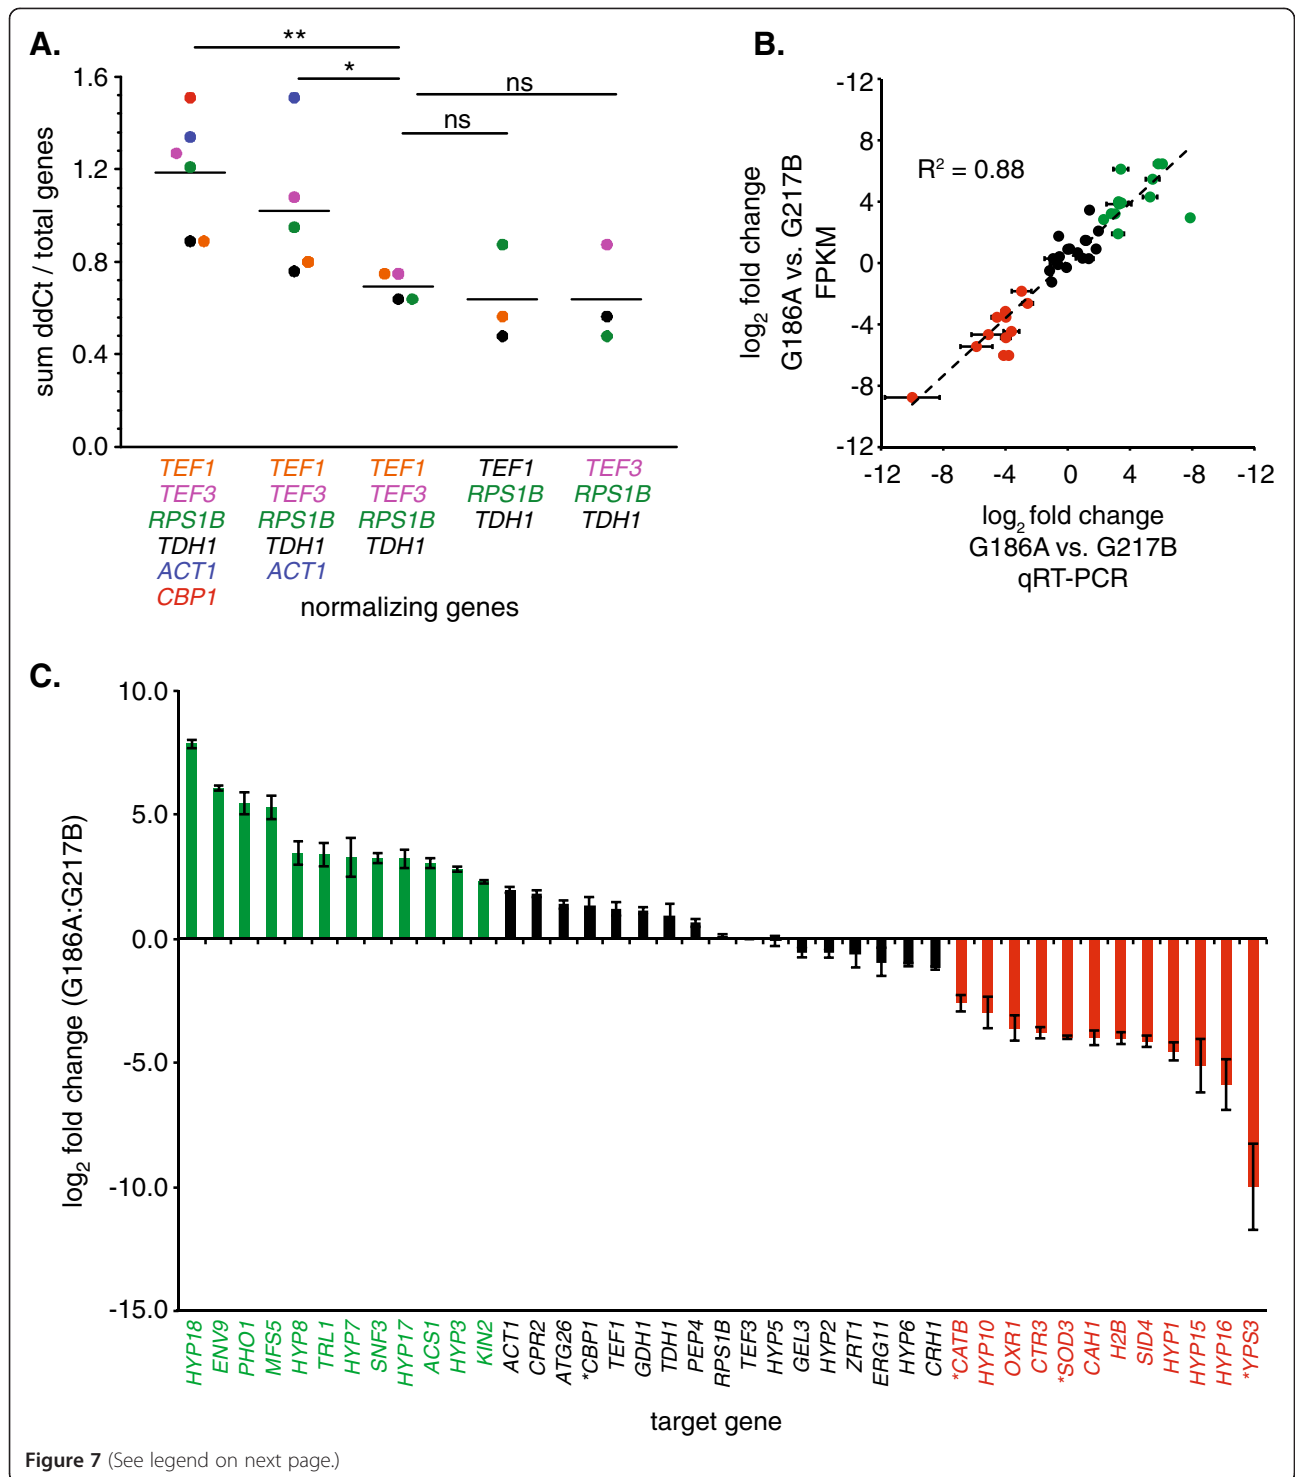 A.
**
*
ns
ns
1.6
1.2
0.8
0.4
0.0
sum ddCt / total genes
TEF1 TEF1 TEF1 TEF1 TEF3
TEF3 TEF3 TEF3 RPS1B RPS1B
RPS1B RPS1B RPS1B TDH1 TDH1
TDH1 TDH1 TDH1
ACT1 ACT1
CBP1
normalizing genes
B.
-12
8
4
0
-4
-8
-12
log2 fold change
G186A vs. G217B
FPKM
R2 = 0.88
-12 -8 -4 0 4 -12
log2 fold change
G186A vs. G217B
qRT-PCR
C.
10.0
5.0
0.0
-5.0
-10.0
-15.0
log2 fold change (G186A:G217B)
HYP18
ENV9
PHO1
MFS5
HYP8
TRL1
HYP7
SNF3
HYP17
ACS1
HYP3
KIN2
ACT1
CPR2
ATG26
*CBP1
TEF1
GDH1
TDH1
PEP4
RPS1B
TEF3
HYP5
GEL3
HYP2
ZRT1
ERG11
HYP6
CRH1
*CATB
HYP10
OXR1
CTR3
*SOD3
CAH1
H2B
SID4
HYP1
HYP15
HYP16
*YPS3
target gene
Figure 7 (See legend on next page.)